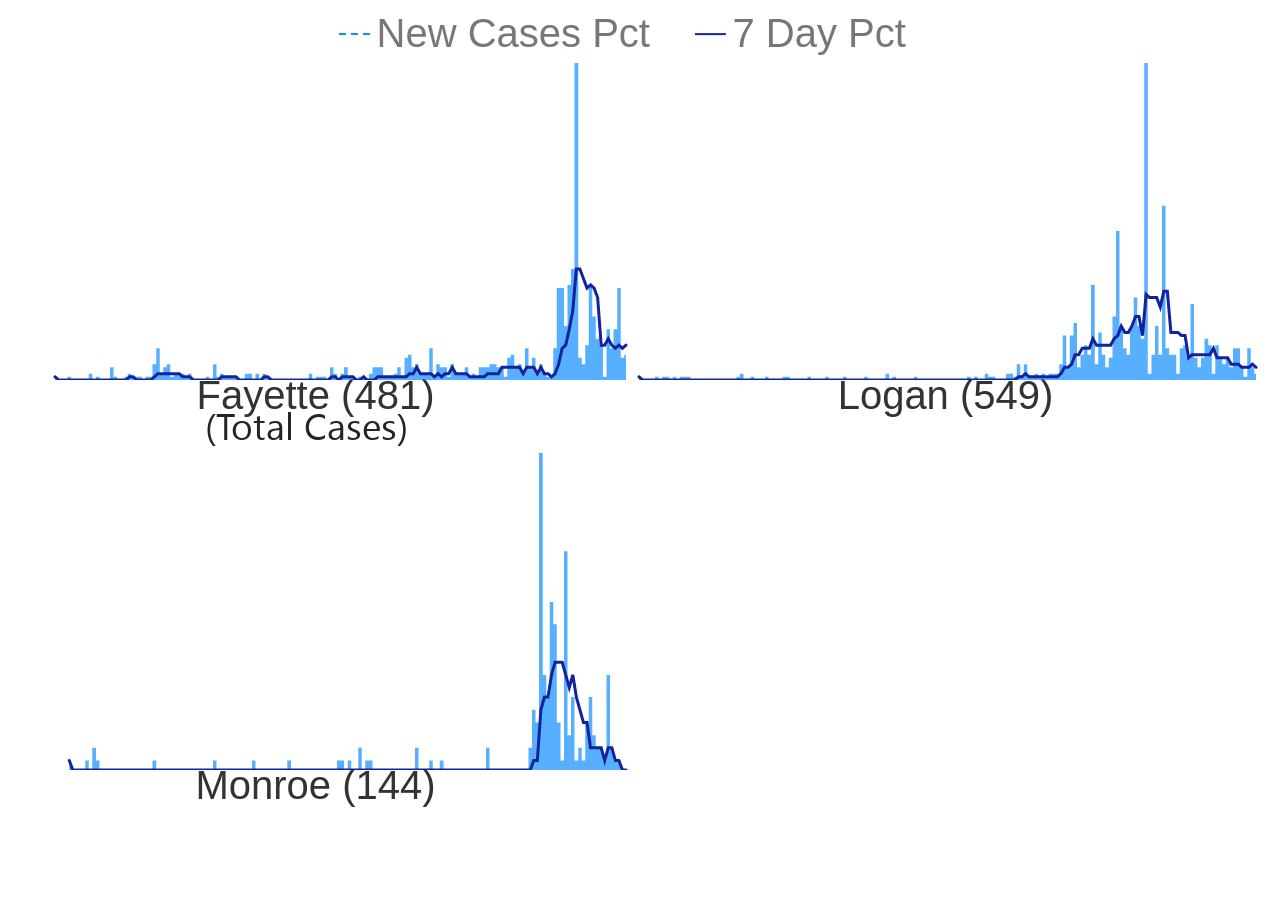 New Cases Pct 7 Day Pct
Fayette (481) Logan (549)
(Total Cases)
Monroe (144)